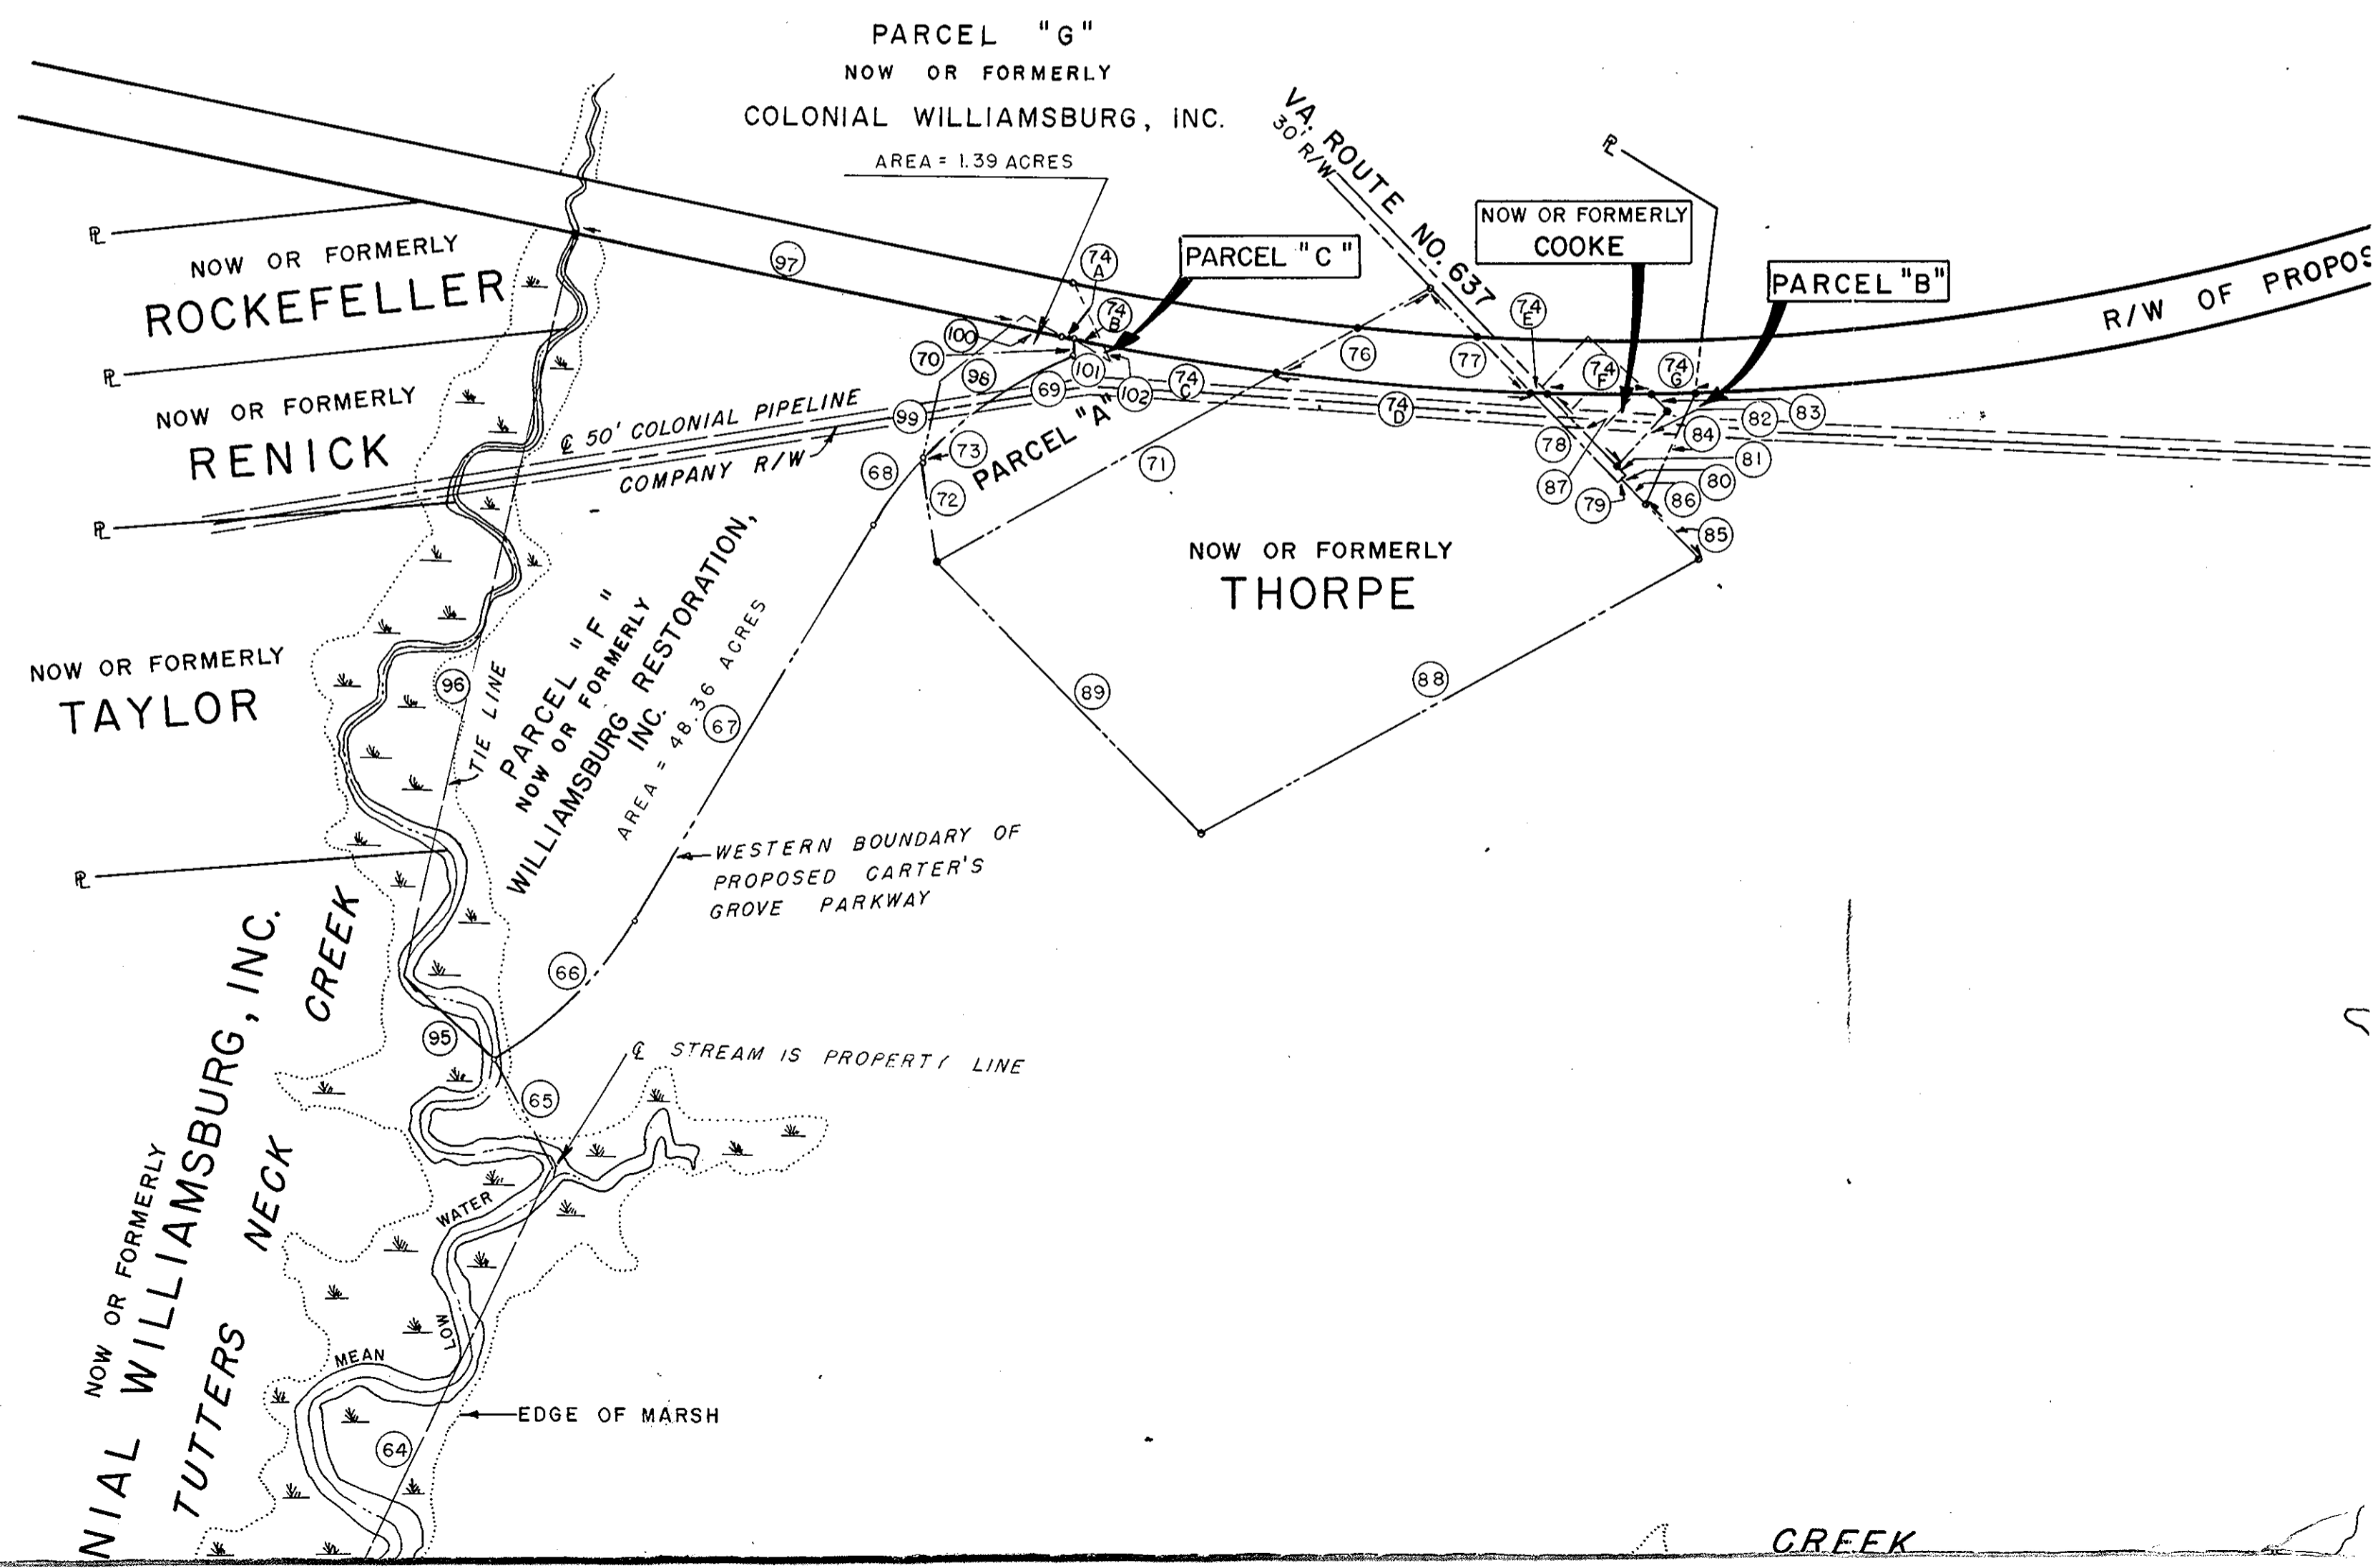 PARCEL "G"
NOW OR FORMERLY
COLONIAL WILLIAMSBURG, INC.
AREA = 1.39 ACRES
VA. ROUTE NO. 637
30' R/W
℄
NOW OR FORMERLY
COOKE
PARCEL "C"
PARCEL "B"
R/W OF PROPOS
℄
NOW OR FORMERLY
ROCKEFELLER
℄
NOW OR FORMERLY
RENICK
℄
℄ 50' COLONIAL PIPELINE
COMPANY R/W
97
74 A
74 B
100
70
98
101
69
102
74 C
99
73
68
72
PARCEL "A"
71
76
77
74 E
74 F
74 G
74 D
78
87
79
82
83
84
81
80
86
85
NOW OR FORMERLY
THORPE
89
88
NOW OR FORMERLY
TAYLOR
96
TIE LINE
PARCEL "F"
NOW OR FORMERLY
WILLIAMSBURG RESTORATION,
INC.
AREA = 48.36 ACRES
67
℄
WESTERN BOUNDARY OF
PROPOSED CARTER'S
GROVE PARKWAY
66
95
65
℄ STREAM IS PROPERTY LINE
NOW OR FORMERLY
NIAL WILLIAMSBURG, INC.
TUTTERS NECK CREEK
MEAN LOW WATER
EDGE OF MARSH
64
CREEK